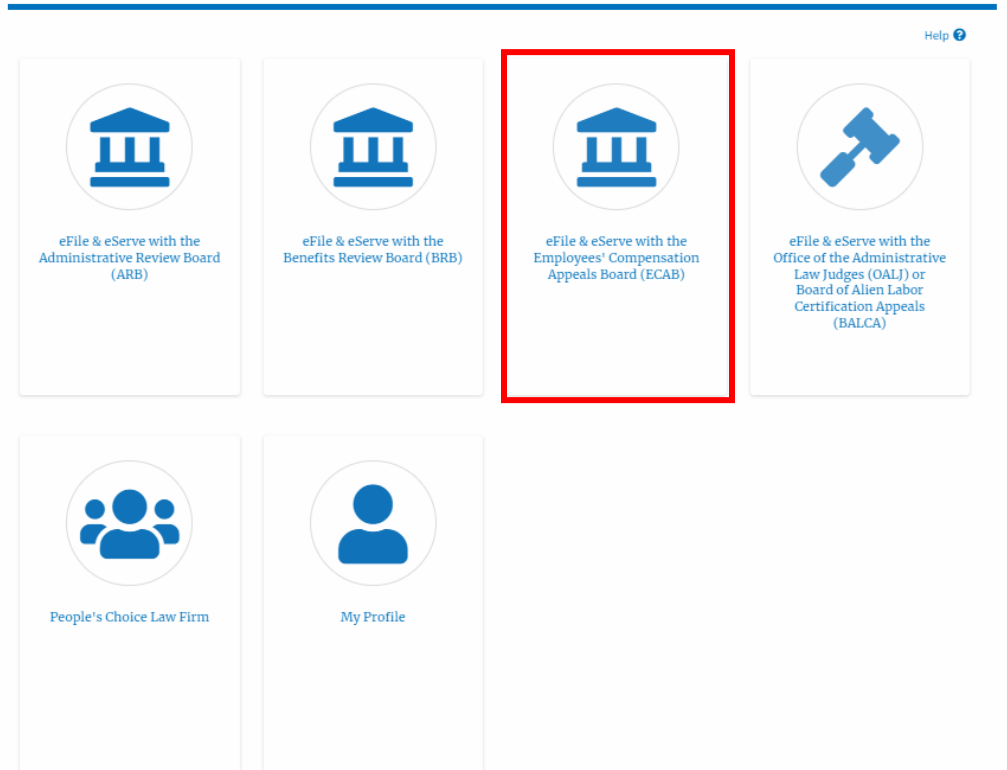 Help
eFile & eServe with the
Administrative Review Board
(ARB)
eFile & eServe with the
Benefits Review Board (BRB)
eFile & eServe with the
Employees' Compensation
Appeals Board (ECAB)
eFile & eServe with the
Office of the Administrative
Law Judges (OALJ) or
Board of Alien Labor
Certification Appeals
(BALCA)
People's Choice Law Firm
My Profile